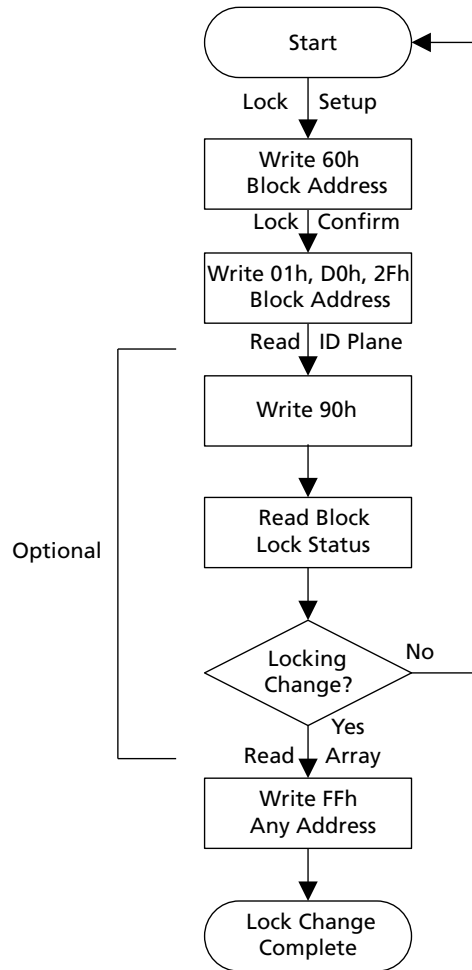 Start
Lock Setup
Write 60h
Block Address
Lock Confirm
Write 01h, D0h, 2Fh
Block Address
Read ID Plane
Write 90h
Read Block
Lock Status
Optional
Locking
Change?
No
Yes
Read Array
Write FFh
Any Address
Lock Change
Complete